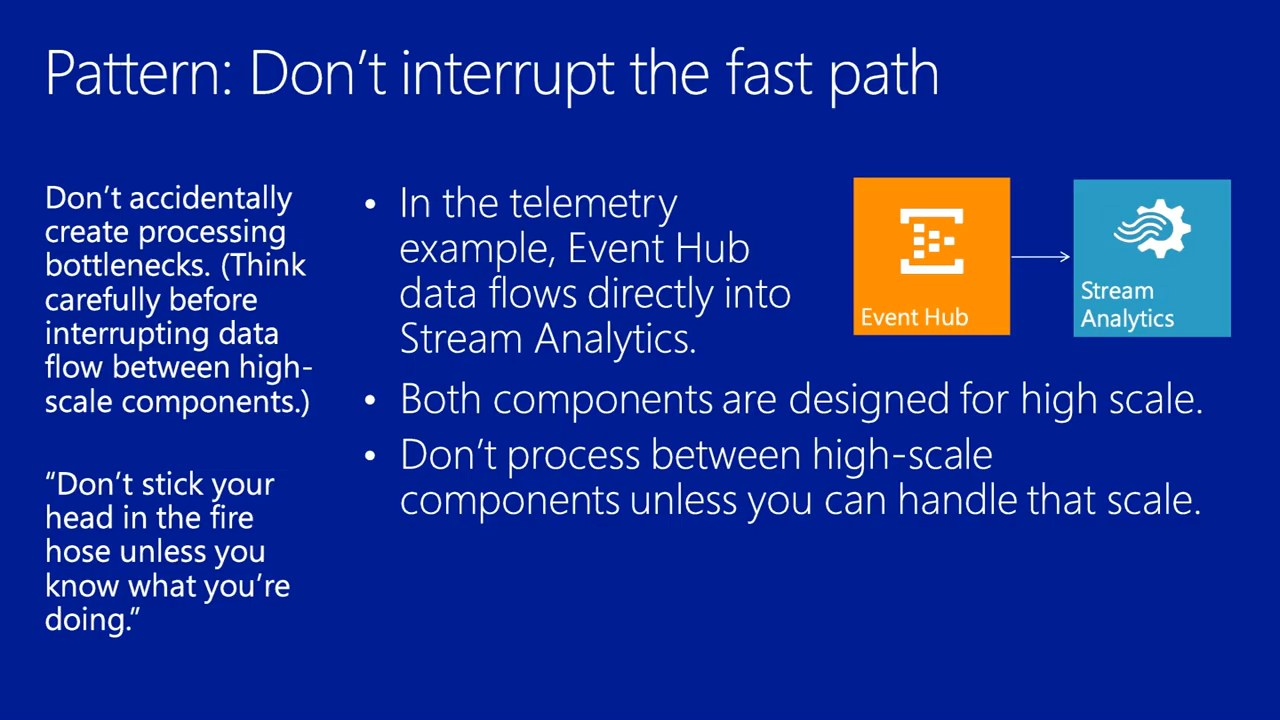 Pattern: Don’t interrupt the fast path
Don’t accidentally
create processing
bottlenecks. (Think
carefully before
interrupting data
flow between high-
scale components.)
“Don’t stick your
head in the fire
hose unless you
know what you’re
doing.”
• In the telemetry
example, Event Hub
data flows directly into
Stream Analytics.
• Both components are designed for high scale.
• Don’t process between high-scale
components unless you can handle that scale.
Event Hub
Stream
Analytics